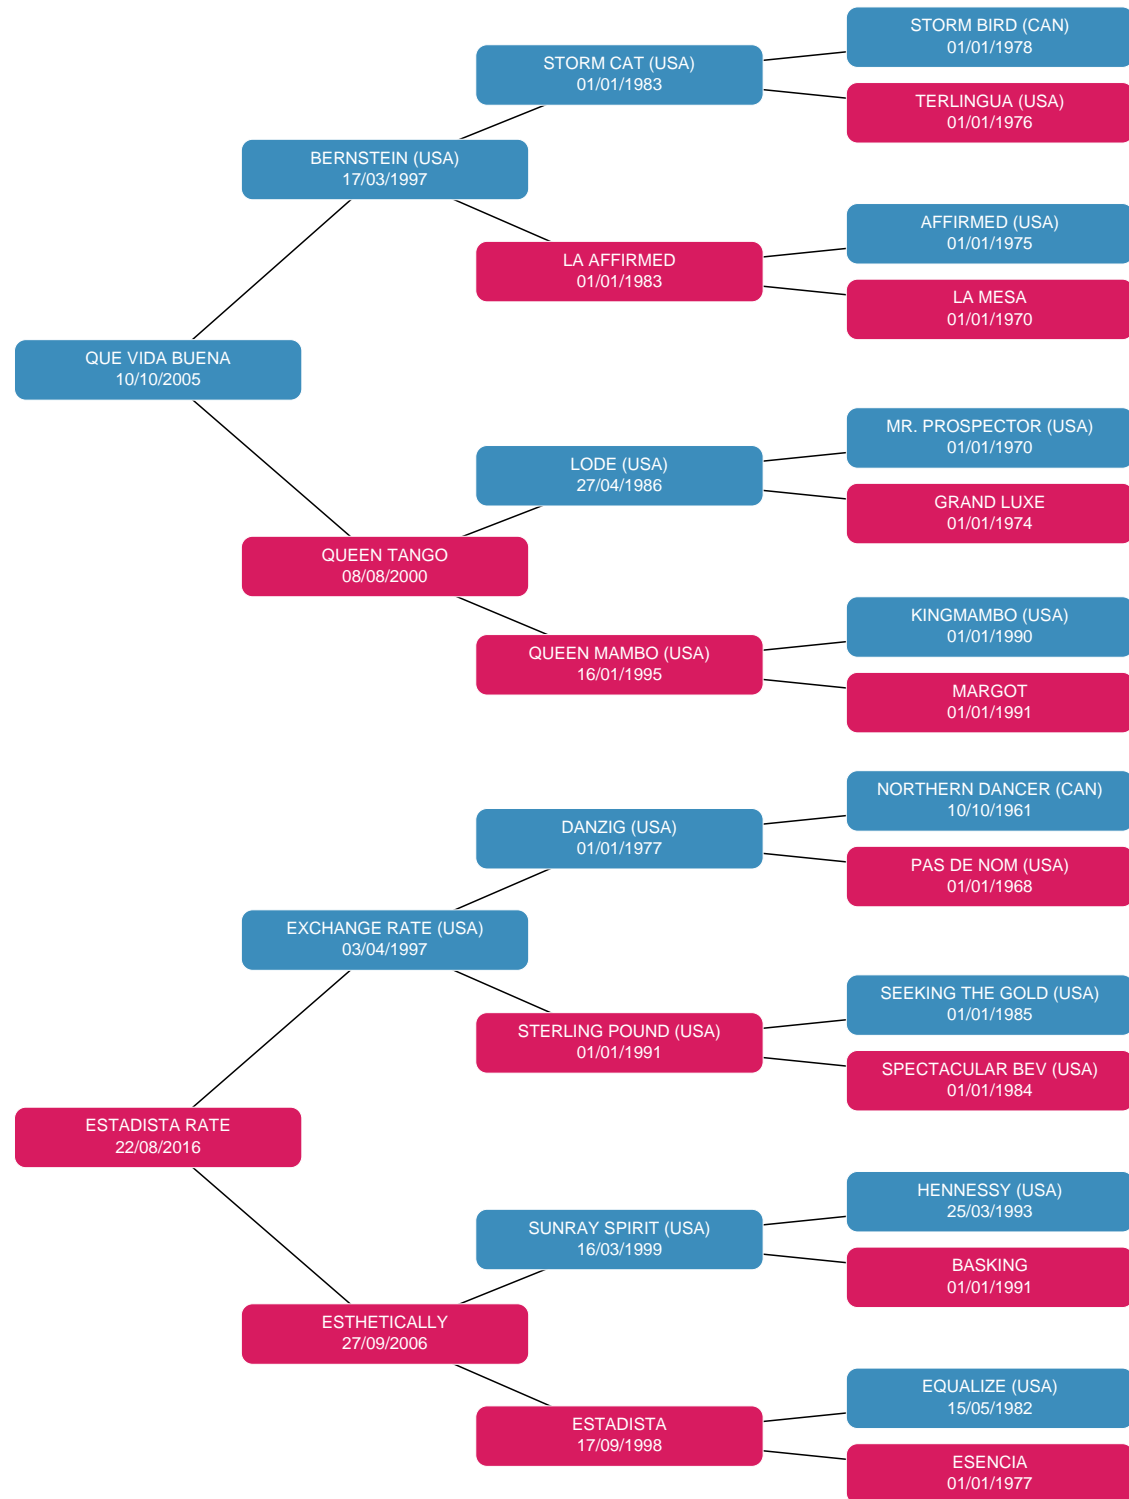 STORM BIRD (CAN)
01/01/1978
STORM CAT (USA)
01/01/1983
TERLINGUA (USA)
01/01/1976
BERNSTEIN (USA)
17/03/1997
AFFIRMED (USA)
01/01/1975
LA AFFIRMED
01/01/1983
LA MESA
01/01/1970
QUE VIDA BUENA
10/10/2005
MR. PROSPECTOR (USA)
01/01/1970
LODE (USA)
27/04/1986
GRAND LUXE
01/01/1974
QUEEN TANGO
08/08/2000
KINGMAMBO (USA)
01/01/1990
QUEEN MAMBO (USA)
16/01/1995
MARGOT
01/01/1991
NORTHERN DANCER (CAN)
10/10/1961
DANZIG (USA)
01/01/1977
PAS DE NOM (USA)
01/01/1968
EXCHANGE RATE (USA)
03/04/1997
SEEKING THE GOLD (USA)
01/01/1985
STERLING POUND (USA)
01/01/1991
SPECTACULAR BEV (USA)
01/01/1984
ESTADISTA RATE
22/08/2016
HENNESSY (USA)
25/03/1993
SUNRAY SPIRIT (USA)
16/03/1999
BASKING
01/01/1991
ESTHETICALLY
27/09/2006
EQUALIZE (USA)
15/05/1982
ESTADISTA
17/09/1998
ESENCIA
01/01/1977